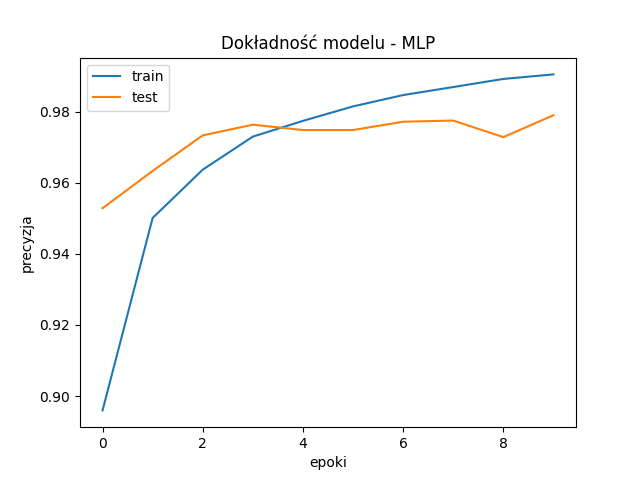 Dokładność modelu - MLP
train
test
precyzja
0.98
0.96
0.94
0.92
0.90
0 2 4 6 8
epoki